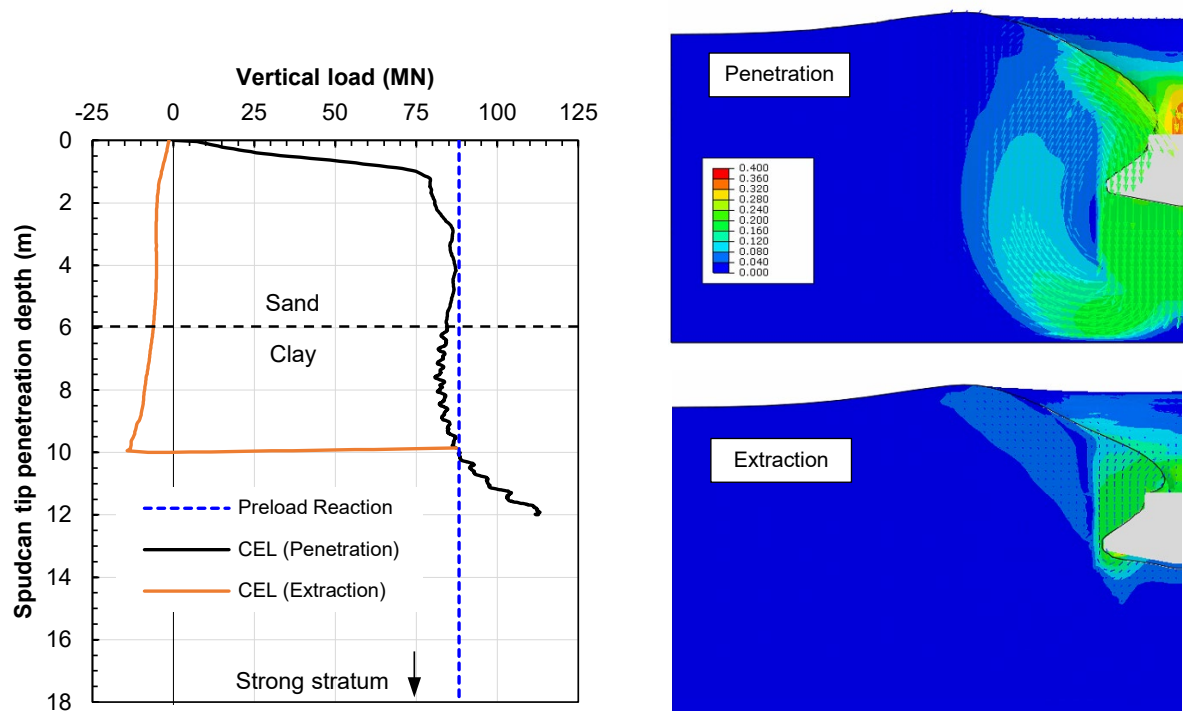 Vertical load (MN)
-25 0 25 50 75 100 125
Spudcan tip penetreation depth (m)
0
2
4
6
8
10
12
14
16
18
Sand
Clay
Preload Reaction
CEL (Penetration)
CEL (Extraction)
Strong stratum
Penetration
0.400
0.360
0.320
0.280
0.240
0.200
0.160
0.120
0.080
0.040
0.000
Extraction